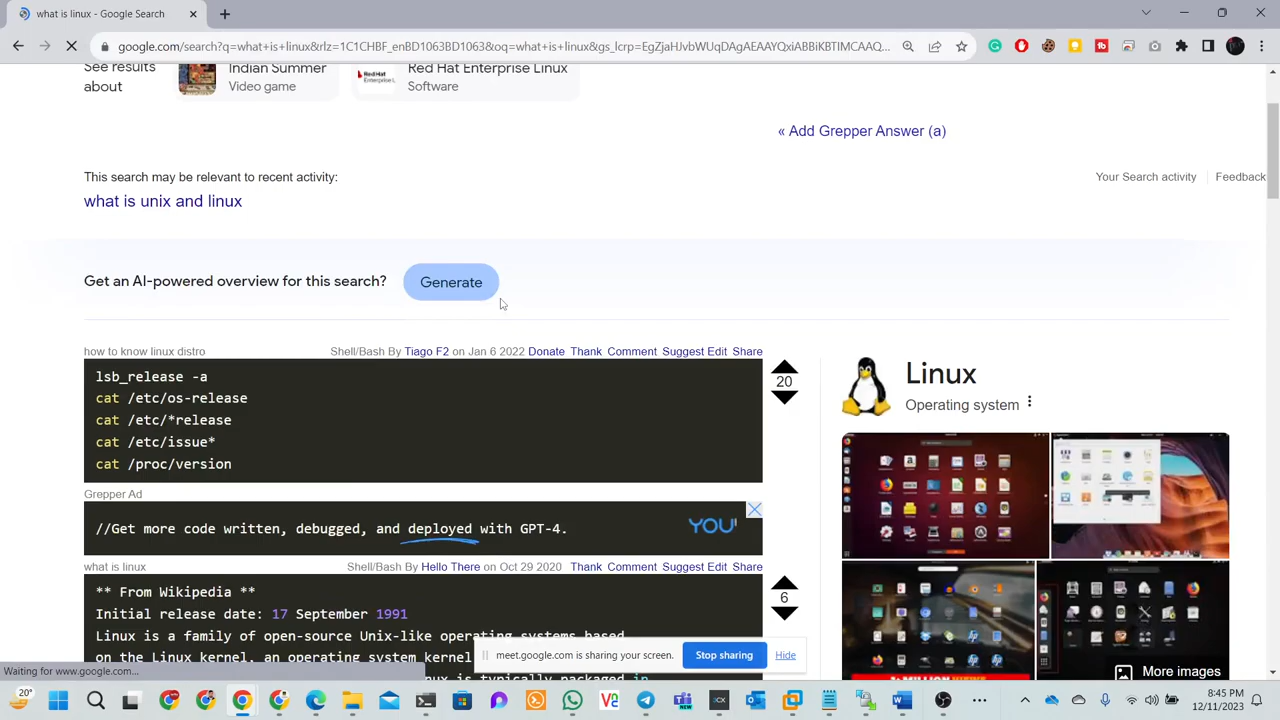 what is linux - Google Search
google.com/search?q=what+is+linux&rlz=1C1CHBF_enBD1063BD1063&oq=what+is+linux&gs_lcrp=EgZjaHJvbWUqDAgAEAAYQxiABBiKBTIMCAAQ...
See results about
Indian Summer
Video game
Red Hat Enterprise Linux
Software
« Add Grepper Answer (a)
This search may be relevant to recent activity:
Your Search activity
Feedback
what is unix and linux
Get an AI-powered overview for this search?
Generate
how to know linux distro
Shell/Bash By Tiago F2 on Jan 6 2022 Donate Thank Comment Suggest Edit Share
lsb_release -a
cat /etc/os-release
cat /etc/*release
cat /etc/issue*
cat /proc/version
20
Linux
Operating system
Grepper Ad
//Get more code written, debugged, and deployed with GPT-4.
YOU!
what is linux
Shell/Bash By Hello There on Oct 29 2020 Thank Comment Suggest Edit Share
** From Wikipedia **
Initial release date: 17 September 1991
Linux is a family of open-source Unix-like operating systems based
on the Linux kernel, an operating system kernel
is typically packaged in
6
More images
meet.google.com is sharing your screen.
Stop sharing
Hide
Waiting for www.google.com...
20°
8:45 PM
12/11/2023